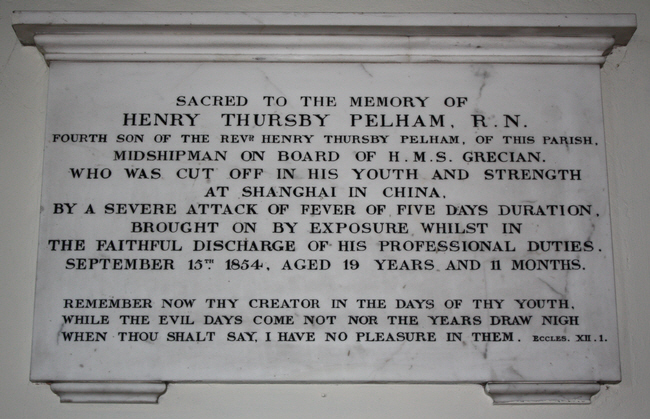 SACRED TO THE MEMORY OF
HENRY THURSBY PELHAM, R.N.
FOURTH SON OF THE REVD HENRY THURSBY PELHAM, OF THIS PARISH,
MIDSHIPMAN ON BOARD OF H.M.S. GRECIAN,
WHO WAS CUT OFF IN HIS YOUTH AND STRENGTH
AT SHANGHAI IN CHINA,
BY A SEVERE ATTACK OF FEVER OF FIVE DAYS DURATION,
BROUGHT ON BY EXPOSURE WHILST IN
THE FAITHFUL DISCHARGE OF HIS PROFESSIONAL DUTIES.
SEPTEMBER 15TH 1854, AGED 19 YEARS AND 11 MONTHS.
REMEMBER NOW THY CREATOR IN THE DAYS OF THY YOUTH,
WHILE THE EVIL DAYS COME NOT NOR THE YEARS DRAW NIGH
WHEN THOU SHALT SAY, I HAVE NO PLEASURE IN THEM. ECCLES. XII.1.